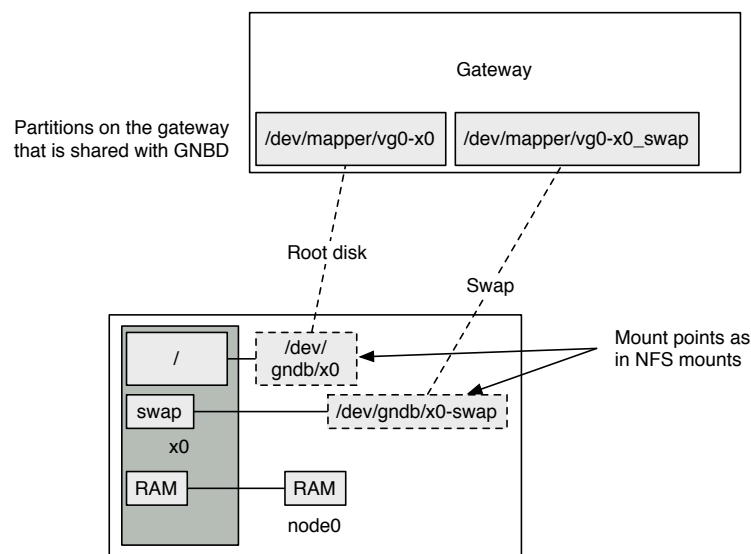 Gateway
Partitions on the gateway
that is shared with GNBD
/dev/mapper/vg0-x0
/dev/mapper/vg0-x0_swap
Root disk
Swap
/
/dev/
gndb/x0
Mount points as
in NFS mounts
swap
/dev/gndb/x0-swap
x0
RAM
RAM
node0